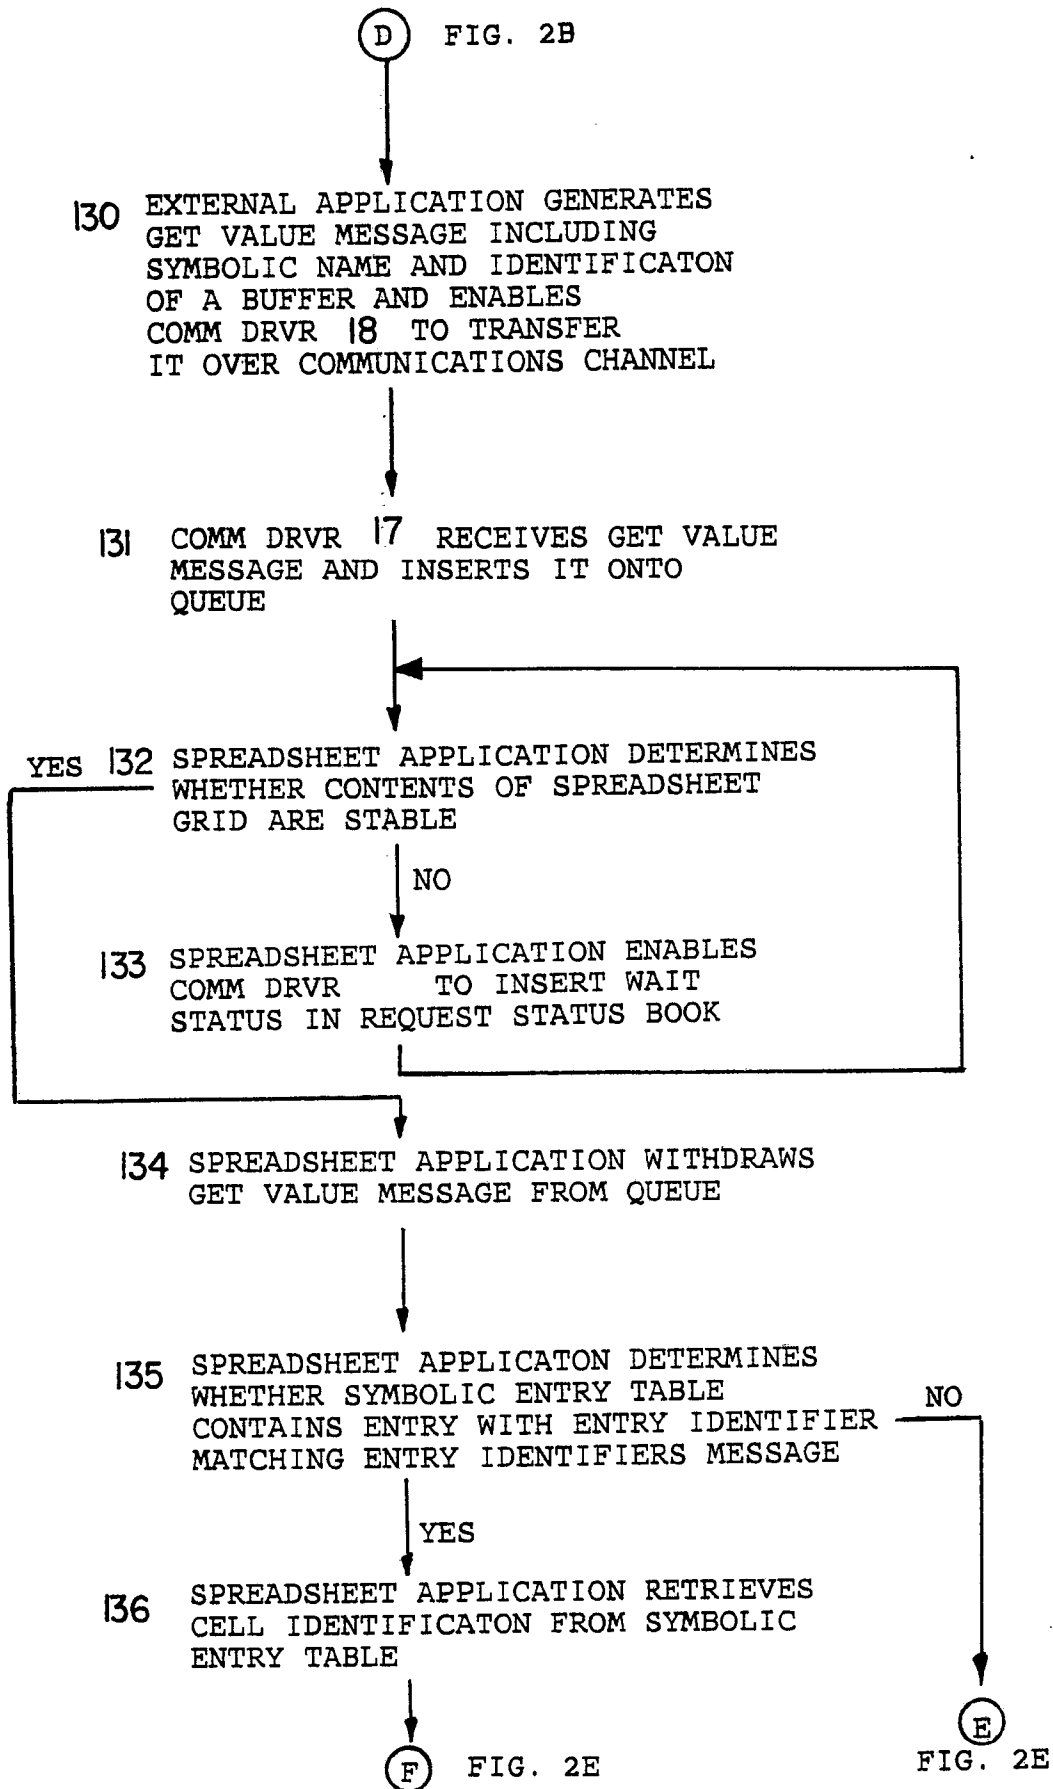 D FIG. 2B
130 EXTERNAL APPLICATION GENERATES
GET VALUE MESSAGE INCLUDING
SYMBOLIC NAME AND IDENTIFICATON
OF A BUFFER AND ENABLES
COMM DRVR 18 TO TRANSFER
IT OVER COMMUNICATIONS CHANNEL
131 COMM DRVR 17 RECEIVES GET VALUE
MESSAGE AND INSERTS IT ONTO
QUEUE
YES 132 SPREADSHEET APPLICATION DETERMINES
WHETHER CONTENTS OF SPREADSHEET
GRID ARE STABLE
NO
133 SPREADSHEET APPLICATION ENABLES
COMM DRVR TO INSERT WAIT
STATUS IN REQUEST STATUS BOOK
134 SPREADSHEET APPLICATION WITHDRAWS
GET VALUE MESSAGE FROM QUEUE
135 SPREADSHEET APPLICATON DETERMINES
WHETHER SYMBOLIC ENTRY TABLE
CONTAINS ENTRY WITH ENTRY IDENTIFIER
MATCHING ENTRY IDENTIFIERS MESSAGE
NO
YES
136 SPREADSHEET APPLICATION RETRIEVES
CELL IDENTIFICATON FROM SYMBOLIC
ENTRY TABLE
E
FIG. 2E
F FIG. 2E